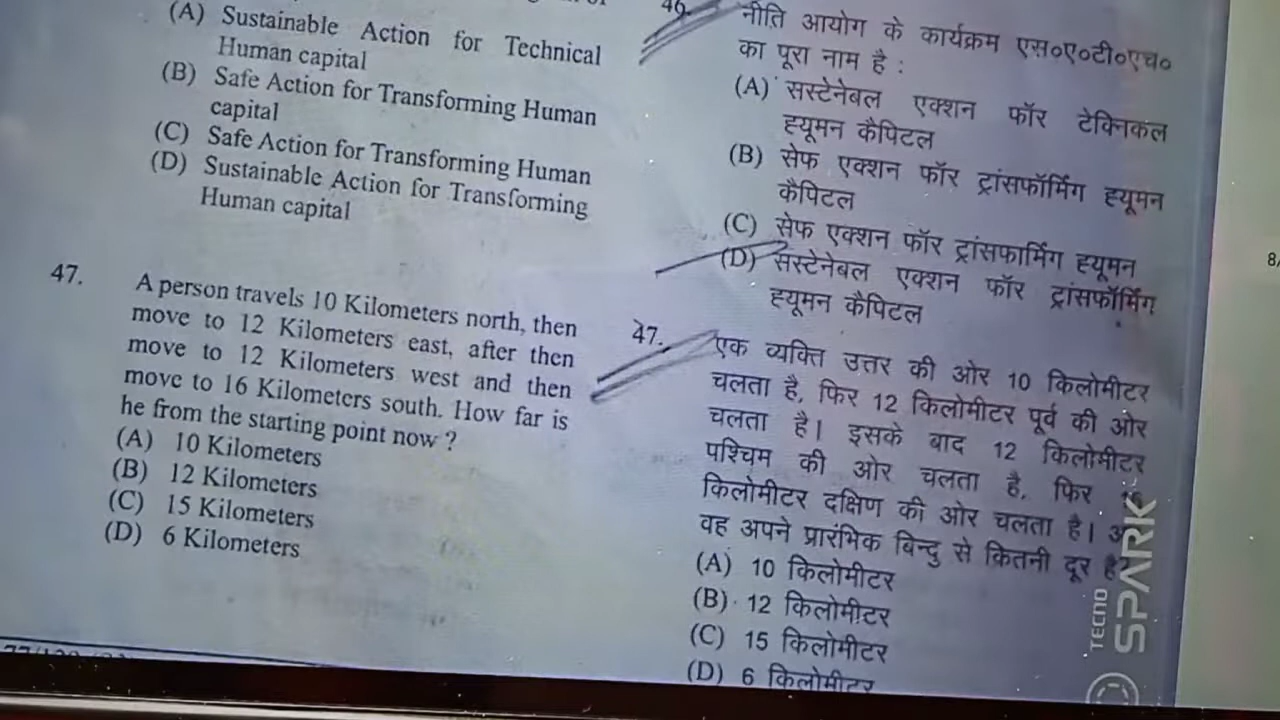 (A) Sustainable Action for Technical
Human capital
(B) Safe Action for Transforming Human
capital
(C) Safe Action for Transforming Human
(D) Sustainable Action for Transforming
Human capital
47. A person travels 10 Kilometers north, then
move to 12 Kilometers east, after then
move to 12 Kilometers west and then
move to 16 Kilometers south. How far is
he from the starting point now ?
(A) 10 Kilometers
(B) 12 Kilometers
(C) 15 Kilometers
(D) 6 Kilometers
46. नीति आयोग के कार्यक्रम एस०ए०टी०एच०
का पूरा नाम है :
(A) सस्टेनेबल एक्शन फॉर टेक्निकल
ह्यूमन कैपिटल
(B) सेफ एक्शन फॉर ट्रांसफॉर्मिंग ह्यूमन
कैपिटल
(C) सेफ एक्शन फॉर ट्रांसफार्मिंग ह्यूमन
(D) सस्टेनेबल एक्शन फॉर ट्रांसफॉर्मिंग
ह्यूमन कैपिटल
47. एक व्यक्ति उत्तर की ओर 10 किलोमीटर
चलता है, फिर 12 किलोमीटर पूर्व की ओर
चलता है। इसके बाद 12 किलोमीटर
पश्चिम की ओर चलता है, फिर 16
किलोमीटर दक्षिण की ओर चलता है।
वह अपने प्रारंभिक बिन्दु से कितनी दूर है?
(A) 10 किलोमीटर
(B) 12 किलोमीटर
(C) 15 किलोमीटर
(D) 6 किलोमीटर
8/
TECNO
SPARK